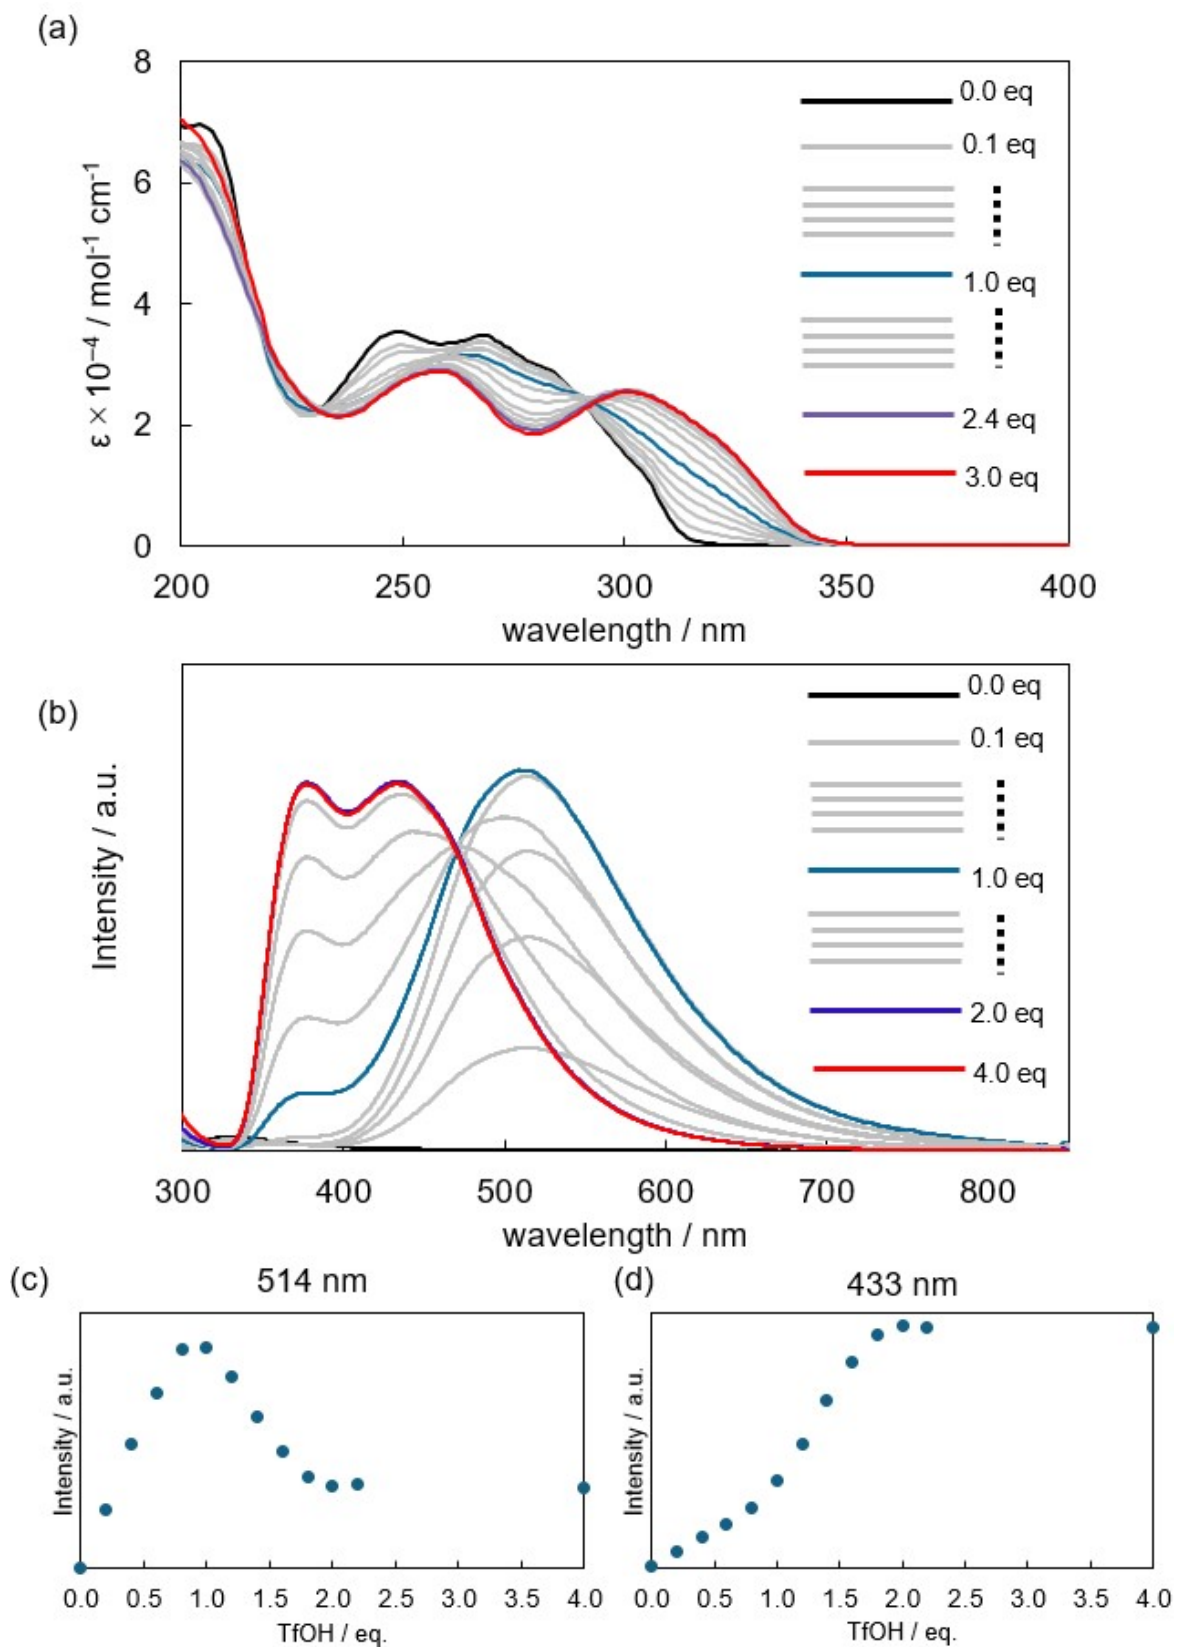 (a)
8
6
4
2
0
ε × 10⁻⁴ / mol⁻¹ cm⁻¹
200 250 300 350 400
wavelength / nm
0.0 eq
0.1 eq
1.0 eq
2.4 eq
3.0 eq
(b)
Intensity / a.u.
300 400 500 600 700 800
wavelength / nm
0.0 eq
0.1 eq
1.0 eq
2.0 eq
4.0 eq
(c)
514 nm
Intensity / a.u.
0.0 0.5 1.0 1.5 2.0 2.5 3.0 3.5 4.0
TfOH / eq.
(d)
433 nm
Intensity / a.u.
0.0 0.5 1.0 1.5 2.0 2.5 3.0 3.5 4.0
TfOH / eq.